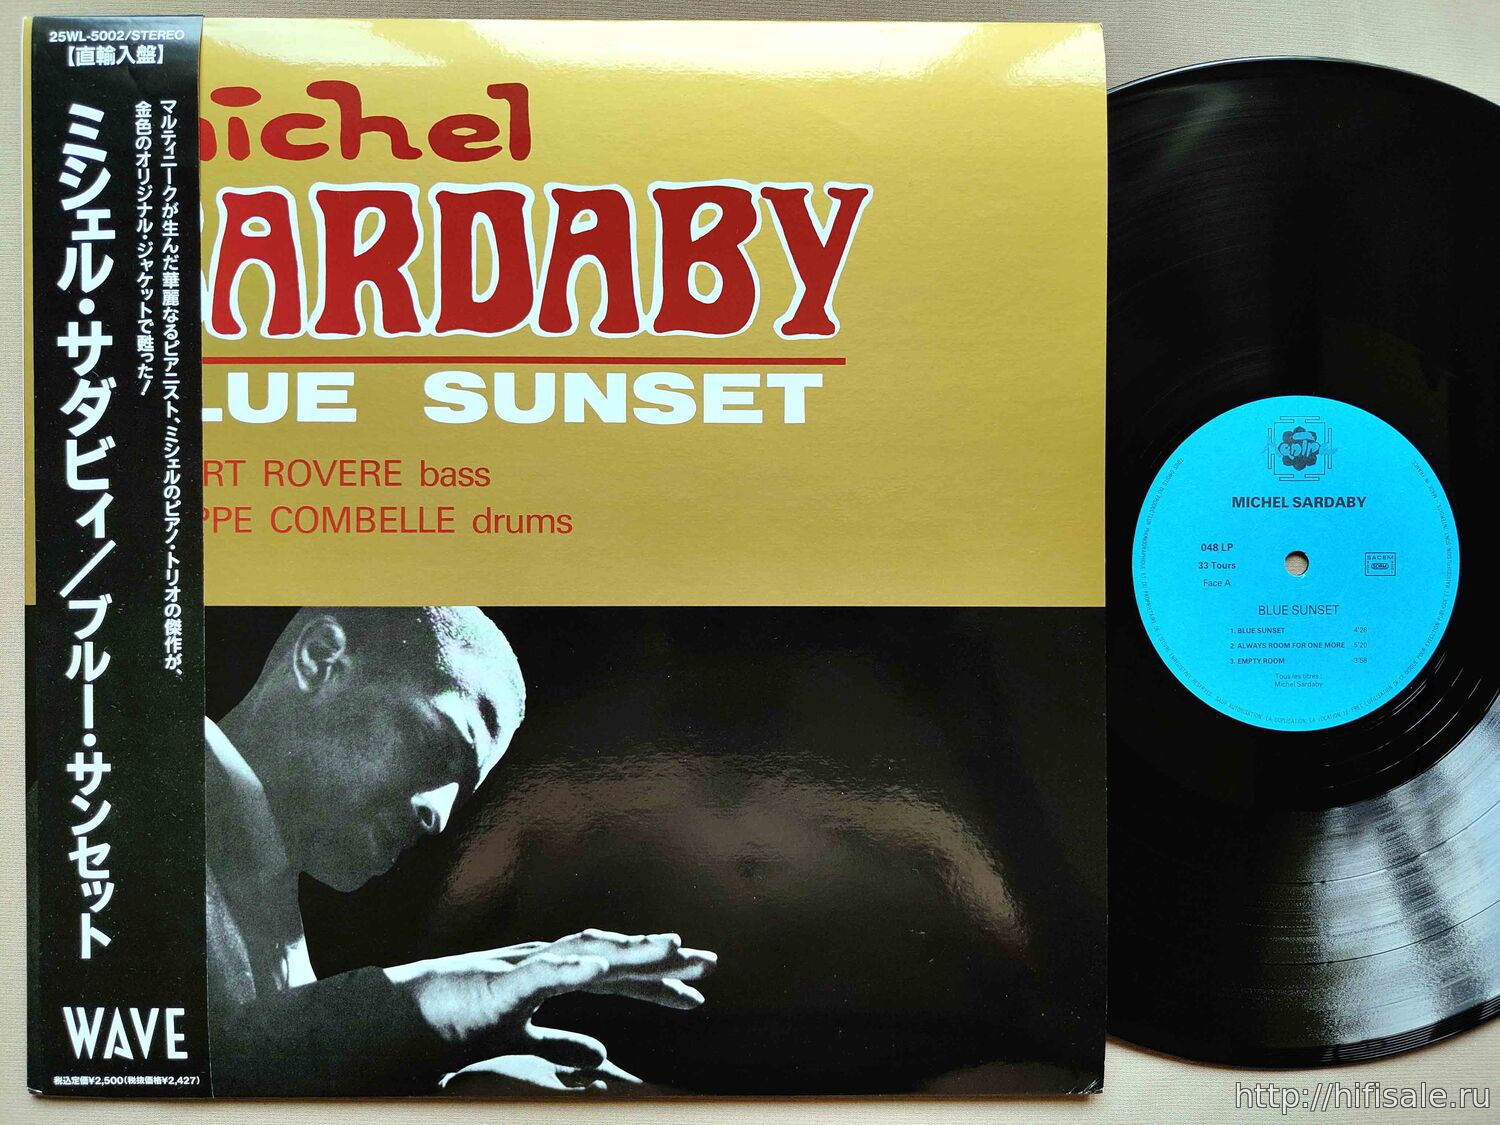 25WL-5002/STEREO
【直輸入盤】
マルティニークが生んだ華麗なるピアニスト、ミシェルのピアノ・トリオの傑作が、
金色のオリジナル・ジャケットで甦った!
ミシェル・サダビィ/ブルー・サンセット
WAVE
税込定価¥2,500(税抜価格¥2,427)
ichel
ARDABY
LUE SUNSET
RT ROVERE bass
PPE COMBELLE drums
MICHEL SARDABY
048 LP
33 Tours
Face A
SACEM
SDRM
BLUE SUNSET
1. BLUE SUNSET 4'26
2. ALWAYS ROOM FOR ONE MORE 5'20
3. EMPTY ROOM 3'58
Tous les titres :
Michel Sardaby
http://hifisale.ru